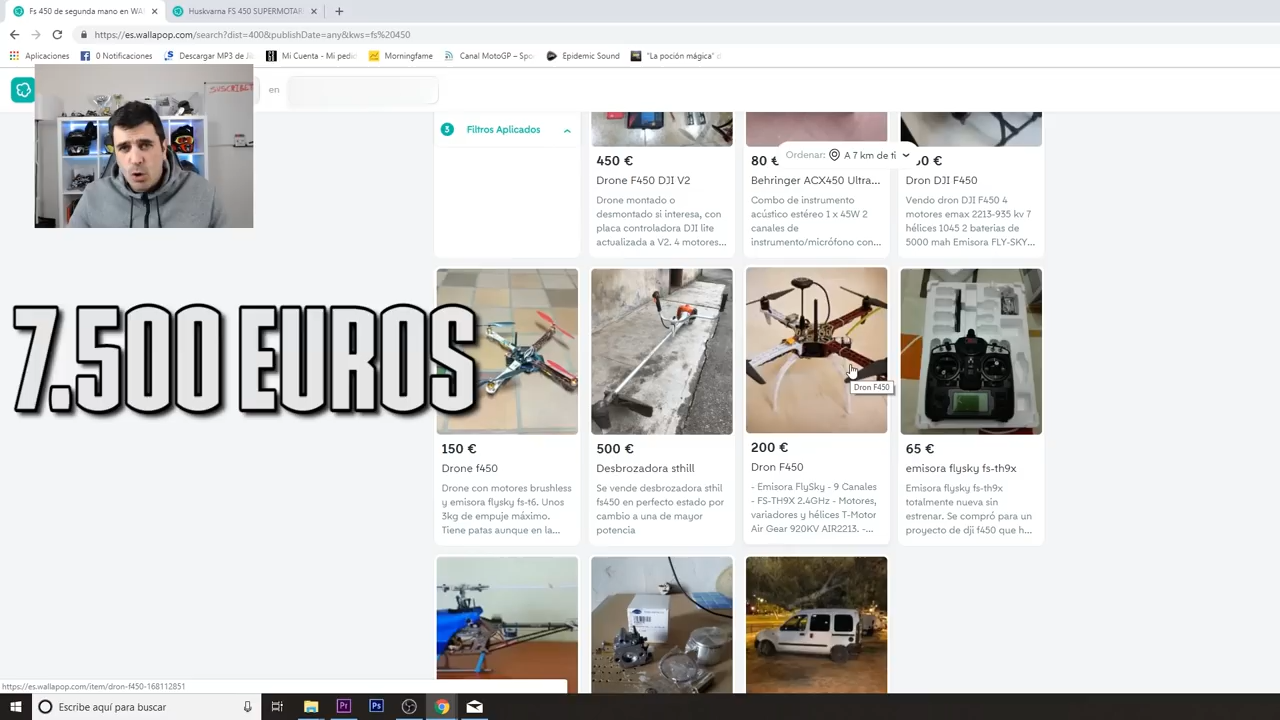 Fs 450 de segunda mano en WA
Huskvarna FS 450 SUPERMOTAR
https://es.wallapop.com/search?dist=400&publishDate=any&kws=fs%20450
Aplicaciones
0 Notificaciones
Descargar MP3 de
Mi Cuenta - Mi pedi
Morningfame
Canal MotoGP – Spo
Epidemic Sound
"La poción mágica"
SUSCRIBETE
en
3 Filtros Aplicados
Ordenar: A 7 km de ti
450 €
Drone F450 DJI V2
Drone montado o
desmontado si interesa, con
placa controladora DJI lite
actualizada a V2. 4 motores...
80 €
Behringer ACX450 Ultra...
Combo de instrumento
acústico estéreo 1 x 45W 2
canales de
instrumento/micrófono con...
Dron DJI F450
Vendo dron DJI F450 4
motores emax 2213-935 kv 7
hélices 1045 2 baterias de
5000 mah Emisora FLY-SKY...
7.500 EUROS
150 €
Drone f450
Drone con motores brushless
y emisora flysky fs-t6. Unos
3kg de empuje máximo.
Tiene patas aunque en la...
500 €
Desbrozadora sthill
Se vende desbrozadora sthil
fs450 en perfecto estado por
cambio a una de mayor
potencia
Dron F450
200 €
Dron F450
- Emisora FlySky - 9 Canales
- FS-TH9X 2.4GHz - Motores,
variadores y hélices T-Motor
Air Gear 920KV AIR2213. -...
65 €
emisora flysky fs-th9x
Emisora flysky fs-th9x
totalmente nueva sin
estrenar. Se compró para un
proyecto de dji f450 que h...
https://es.wallapop.com/item/dron-f450-168112851
Escribe aquí para buscar
Pr
Ps